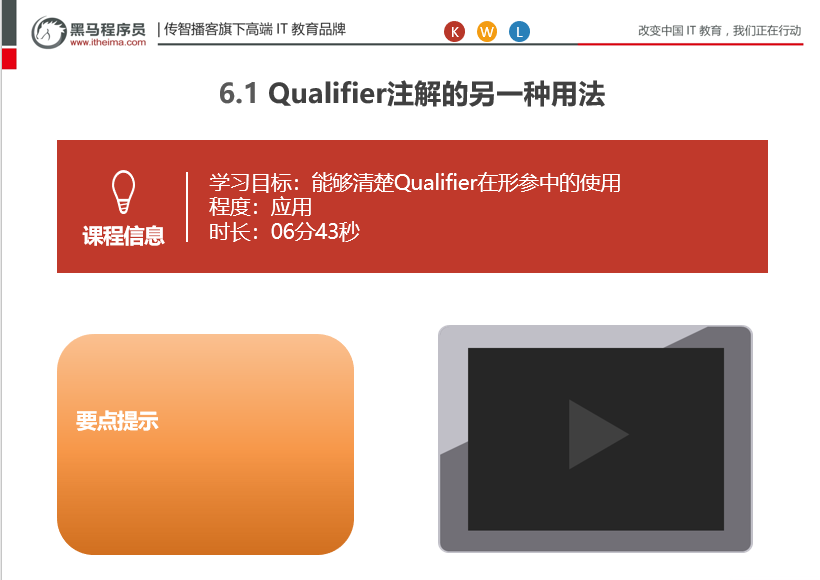 黑马程序员
www.itheima.com
传智播客旗下高端 IT 教育品牌
K W L
改变中国 IT 教育，我们正在行动
6.1 Qualifier注解的另一种用法
课程信息
学习目标：能够清楚Qualifier在形参中的使用
程度：应用
时长：06分43秒
要点提示